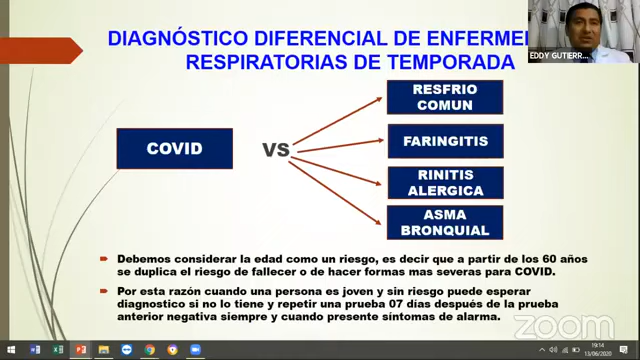 DIAGNÓSTICO DIFERENCIAL DE
RESPIRATORIAS DE TEMPORADA
EDDY GUTIERR...
RESFRIO
COMUN
COVID
VS
FARINGITIS
RINITIS
ALERGICA
ASMA
BRONQUIAL
Debemos considerar la edad como un riesgo, es decir que a partir de los 60 años
se duplica el riesgo de fallecer o de hacer formas mas severas para COVID.
Por esta razón cuando una persona es joven y sin riesgo puede esperar
diagnostico si no lo tiene y repetir una prueba 07 días después de la prueba
anterior negativa siempre y cuando presente síntomas de alarma.
zoom
19:14
13/06/2020